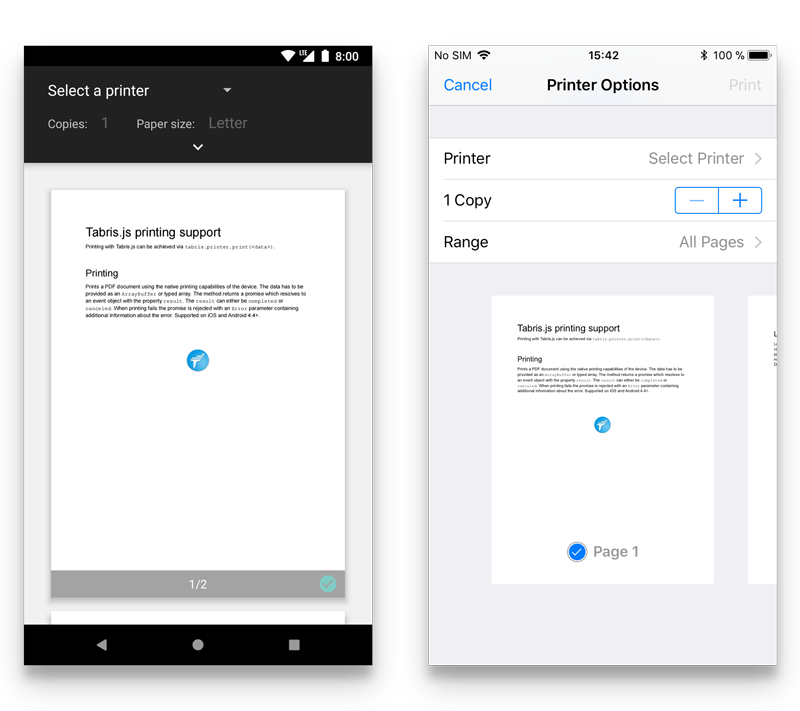 LTE 8:00
Select a printer
Copies: 1 Paper size: Letter
Tabris.js printing support
Printing with Tabris.js can be achieved via tabris.printer.print(<data>).
Printing
Prints a PDF document using the native printing capabilities of the device. The data has to be
provided as an ArrayBuffer or typed array. The method returns a promise which resolves to
an event object with the property result. The result can either be completed or
canceled. When printing fails the promise is rejected with an Error parameter containing
additional information about the error. Supported on iOS and Android 4.4+.
1/2
No SIM 15:42 100 %
Cancel Printer Options Print
Printer Select Printer
1 Copy
Range All Pages
Tabris.js printing support
Printing with Tabris.js can be achieved via tabris.printer.print(<data>).
Printing
Prints a PDF document using the native printing capabilities of the device. The data has to be
provided as an ArrayBuffer or typed array. The method returns a promise which resolves to
an event object with the property result. The result can either be completed or
canceled. When printing fails the promise is rejected with an Error parameter containing
additional information about the error. Supported on iOS and Android 4.4+.
Page 1